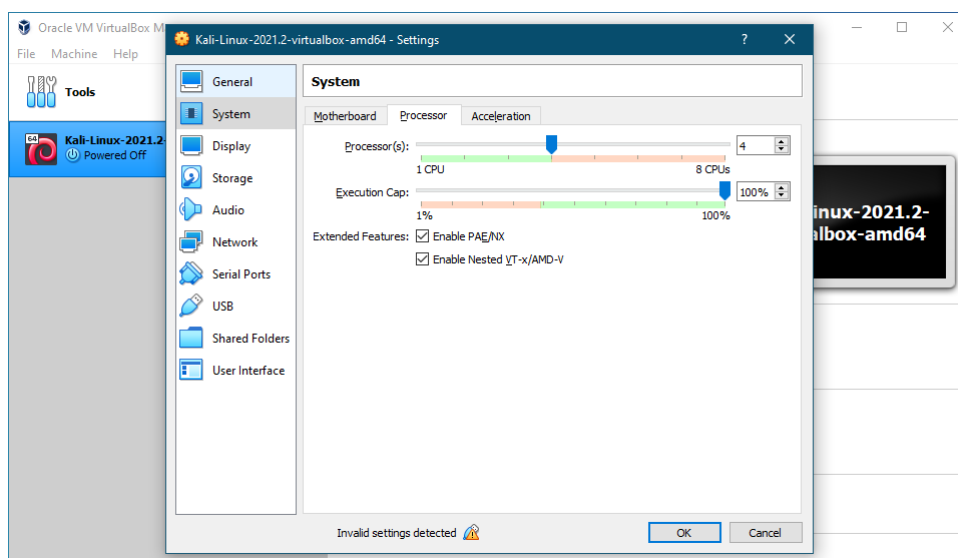 Oracle VM VirtualBox M
Kali-Linux-2021.2-virtualbox-amd64 - Settings
?
File Machine Help
Tools
64
Kali-Linux-2021.2-
Powered Off
General
System
Display
Storage
Audio
Network
Serial Ports
USB
Shared Folders
User Interface
System
Motherboard Processor Acceleration
Processor(s): 4
1 CPU 8 CPUs
Execution Cap: 100%
1% 100%
Extended Features: Enable PAE/NX
Enable Nested VT-x/AMD-V
Invalid settings detected OK Cancel
inux-2021.2-
albox-amd64